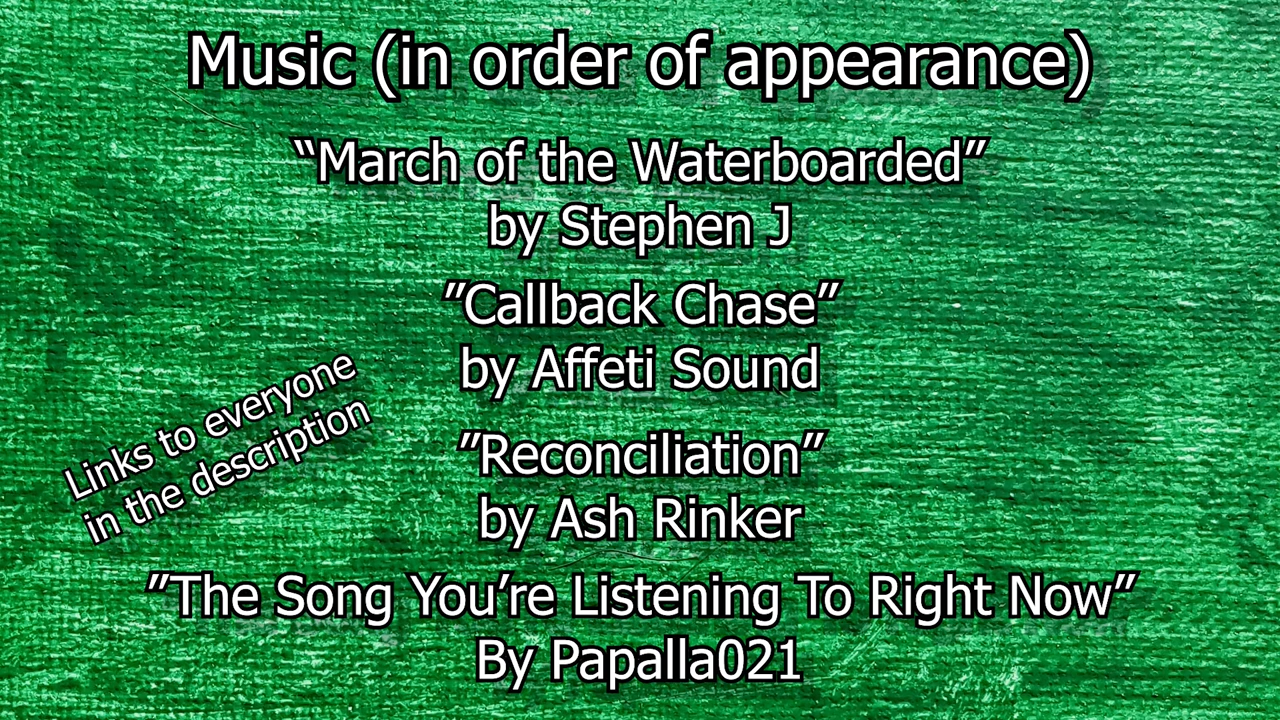 Music (in order of appearance)
“March of the Waterboarded”
by Stephen J
”Callback Chase”
by Affeti Sound
Links to everyone
in the description
”Reconciliation”
by Ash Rinker
”The Song You’re Listening To Right Now”
By Papalla021